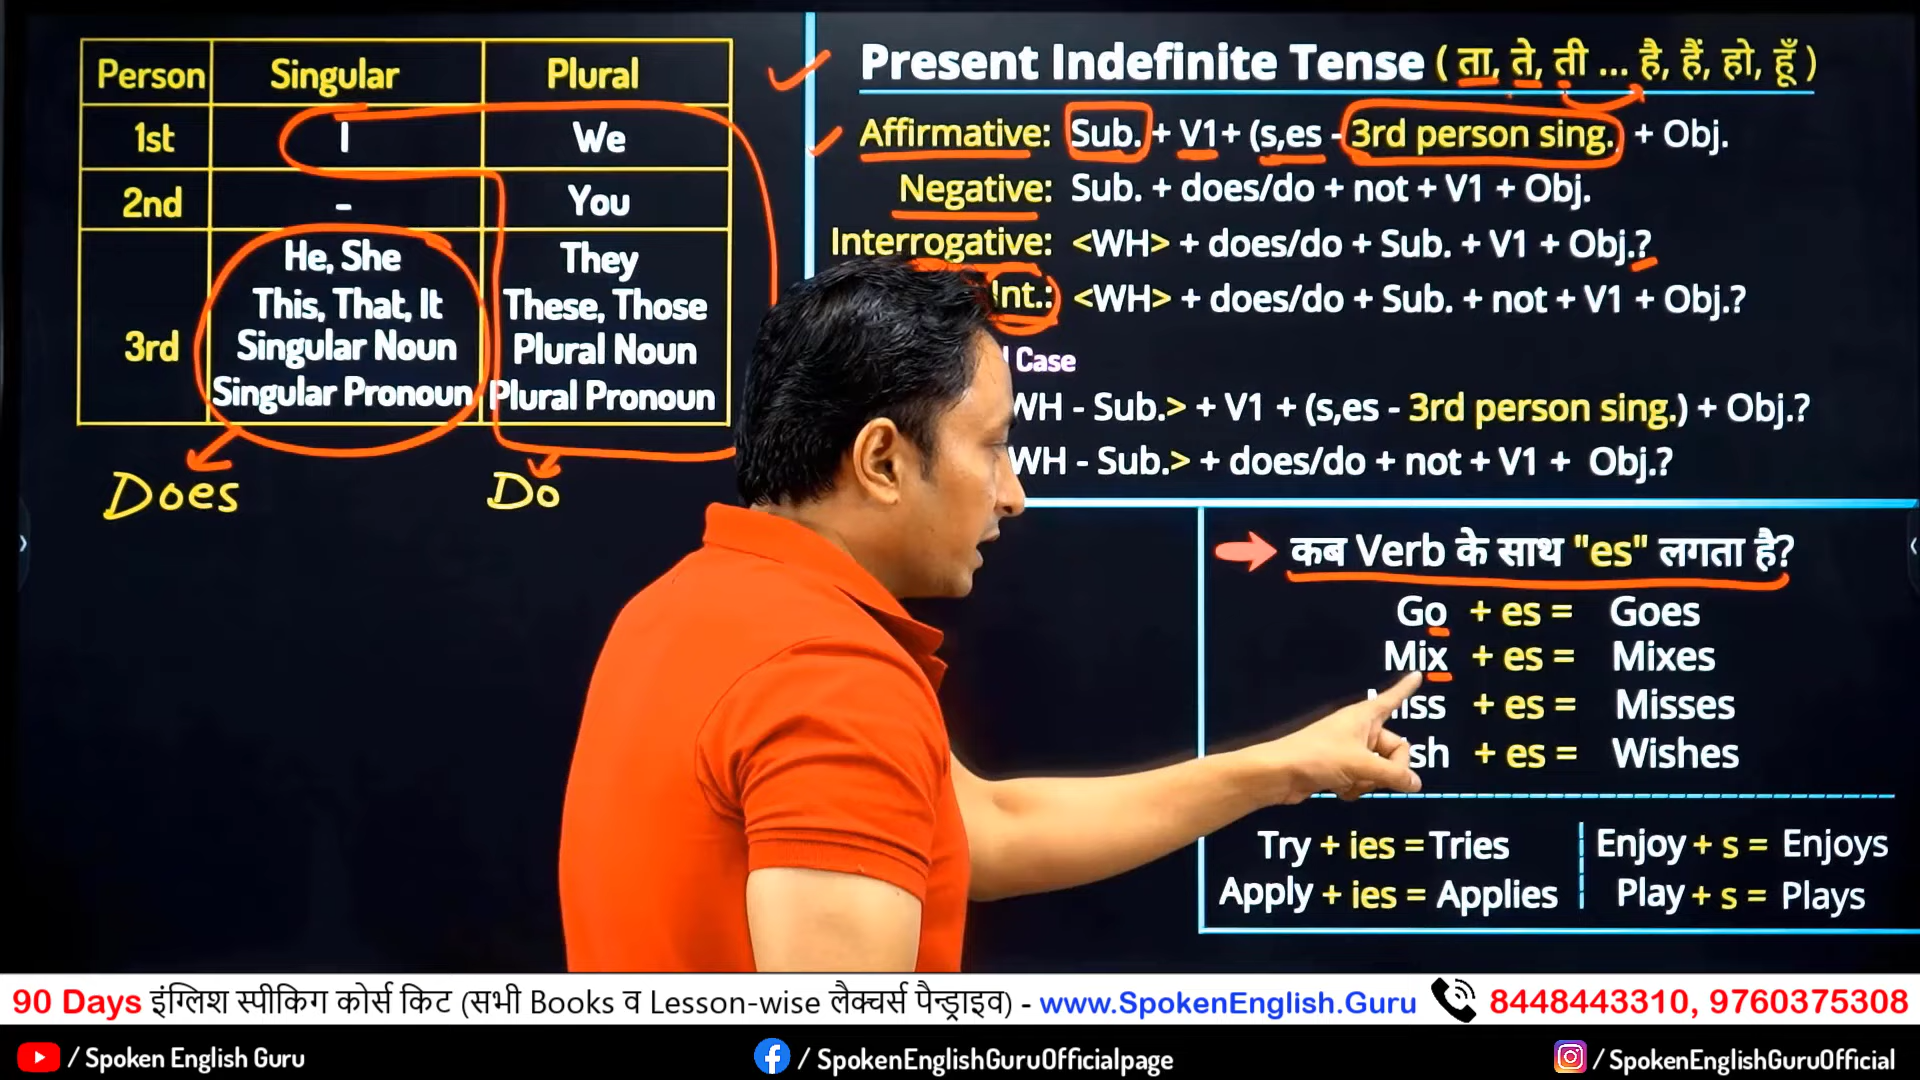 Person Singular Plural
1st I We
2nd - You
3rd
He, She
This, That, It
Singular Noun
Singular Pronoun
They
These, Those
Plural Noun
Plural Pronoun
Does
Do
Present Indefinite Tense ( ता, ते, ती ... है, हैं, हो, हूँ )
Affirmative: Sub. + V1+ (s,es - 3rd person sing.) + Obj.
Negative: Sub. + does/do + not + V1 + Obj.
Interrogative: <WH> + does/do + Sub. + V1 + Obj.?
Int.: <WH> + does/do + Sub. + not + V1 + Obj.?
Case
WH - Sub.> + V1 + (s,es - 3rd person sing.) + Obj.?
WH - Sub.> + does/do + not + V1 + Obj.?
कब Verb के साथ "es" लगता है?
Go + es = Goes
Mix + es = Mixes
Miss + es = Misses
sh + es = Wishes
Try + ies = Tries
Apply + ies = Applies
Enjoy + s = Enjoys
Play + s = Plays
90 Days इंग्लिश स्पीकिंग कोर्स किट (सभी Books व Lesson-wise लैक्चर्स पैन्ड्राइव) - www.SpokenEnglish.Guru 8448443310, 9760375308
/ Spoken English Guru
/ SpokenEnglishGuruOfficialpage
/ SpokenEnglishGuruOfficial